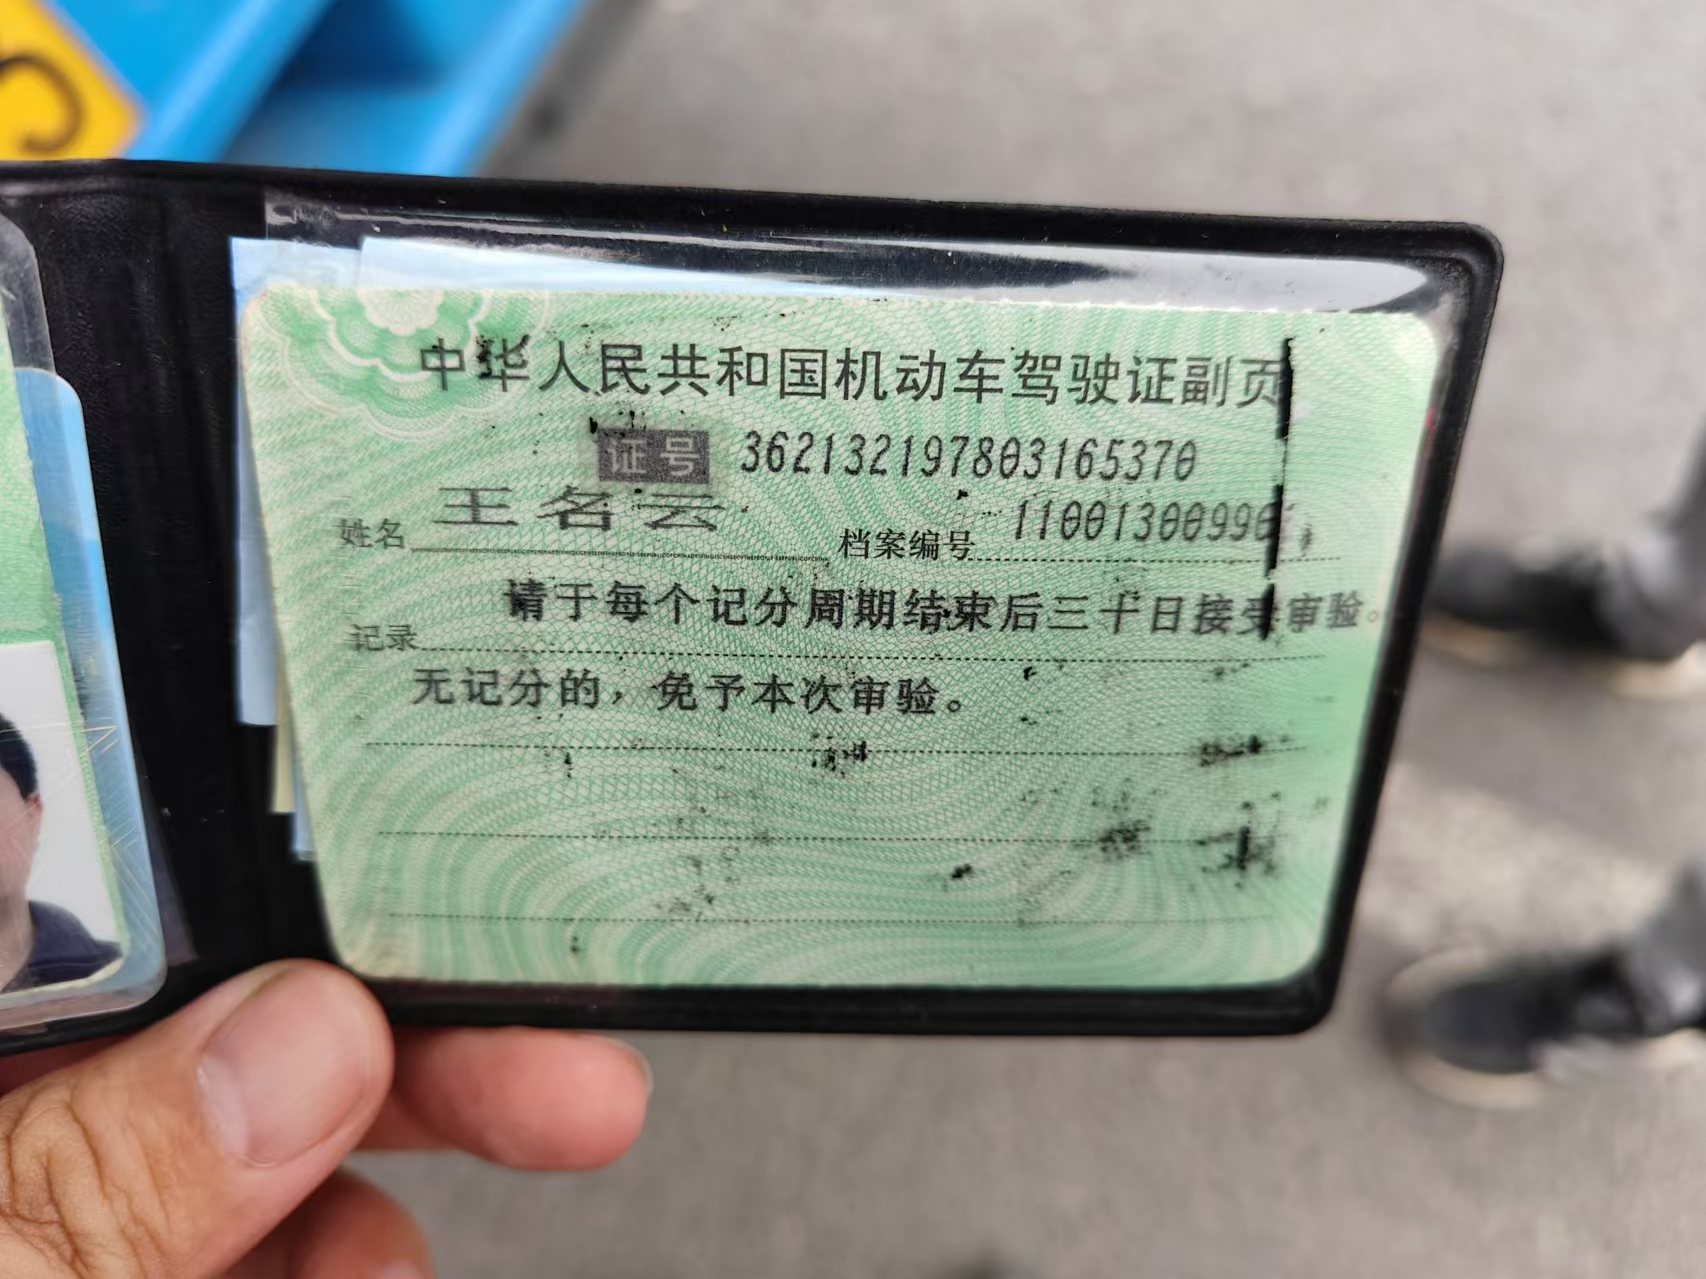 中华人民共和国机动车驾驶证副页
证号 362132197803165370
姓名 王名云 档案编号 11001300990
记录 请于每个记分周期结束后三十日接受审验。
无记分的，免予本次审验。